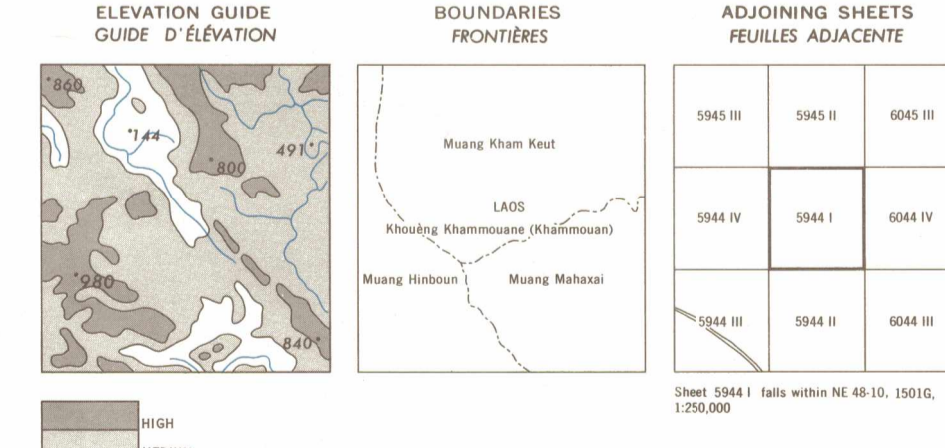 ELEVATION GUIDE
GUIDE D'ÉLÉVATION
860
144
491
800
980
840
HIGH
BOUNDARIES
FRONTIÈRES
Muang Kham Keut
LAOS
Khouèng Khammouane (Khammouan)
Muang Hinboun
Muang Mahaxai
ADJOINING SHEETS
FEUILLES ADJACENTE
5945 III
5945 II
6045 III
5944 IV
5944 I
6044 IV
5944 III
5944 II
6044 III
Sheet 5944 I falls within NE 48-10, 1501G,
1:250,000